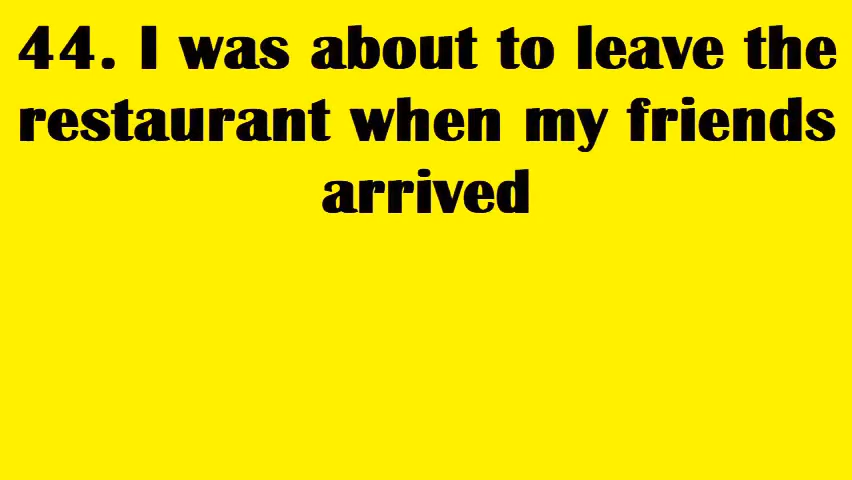 44. I was about to leave the
restaurant when my friends
arrived